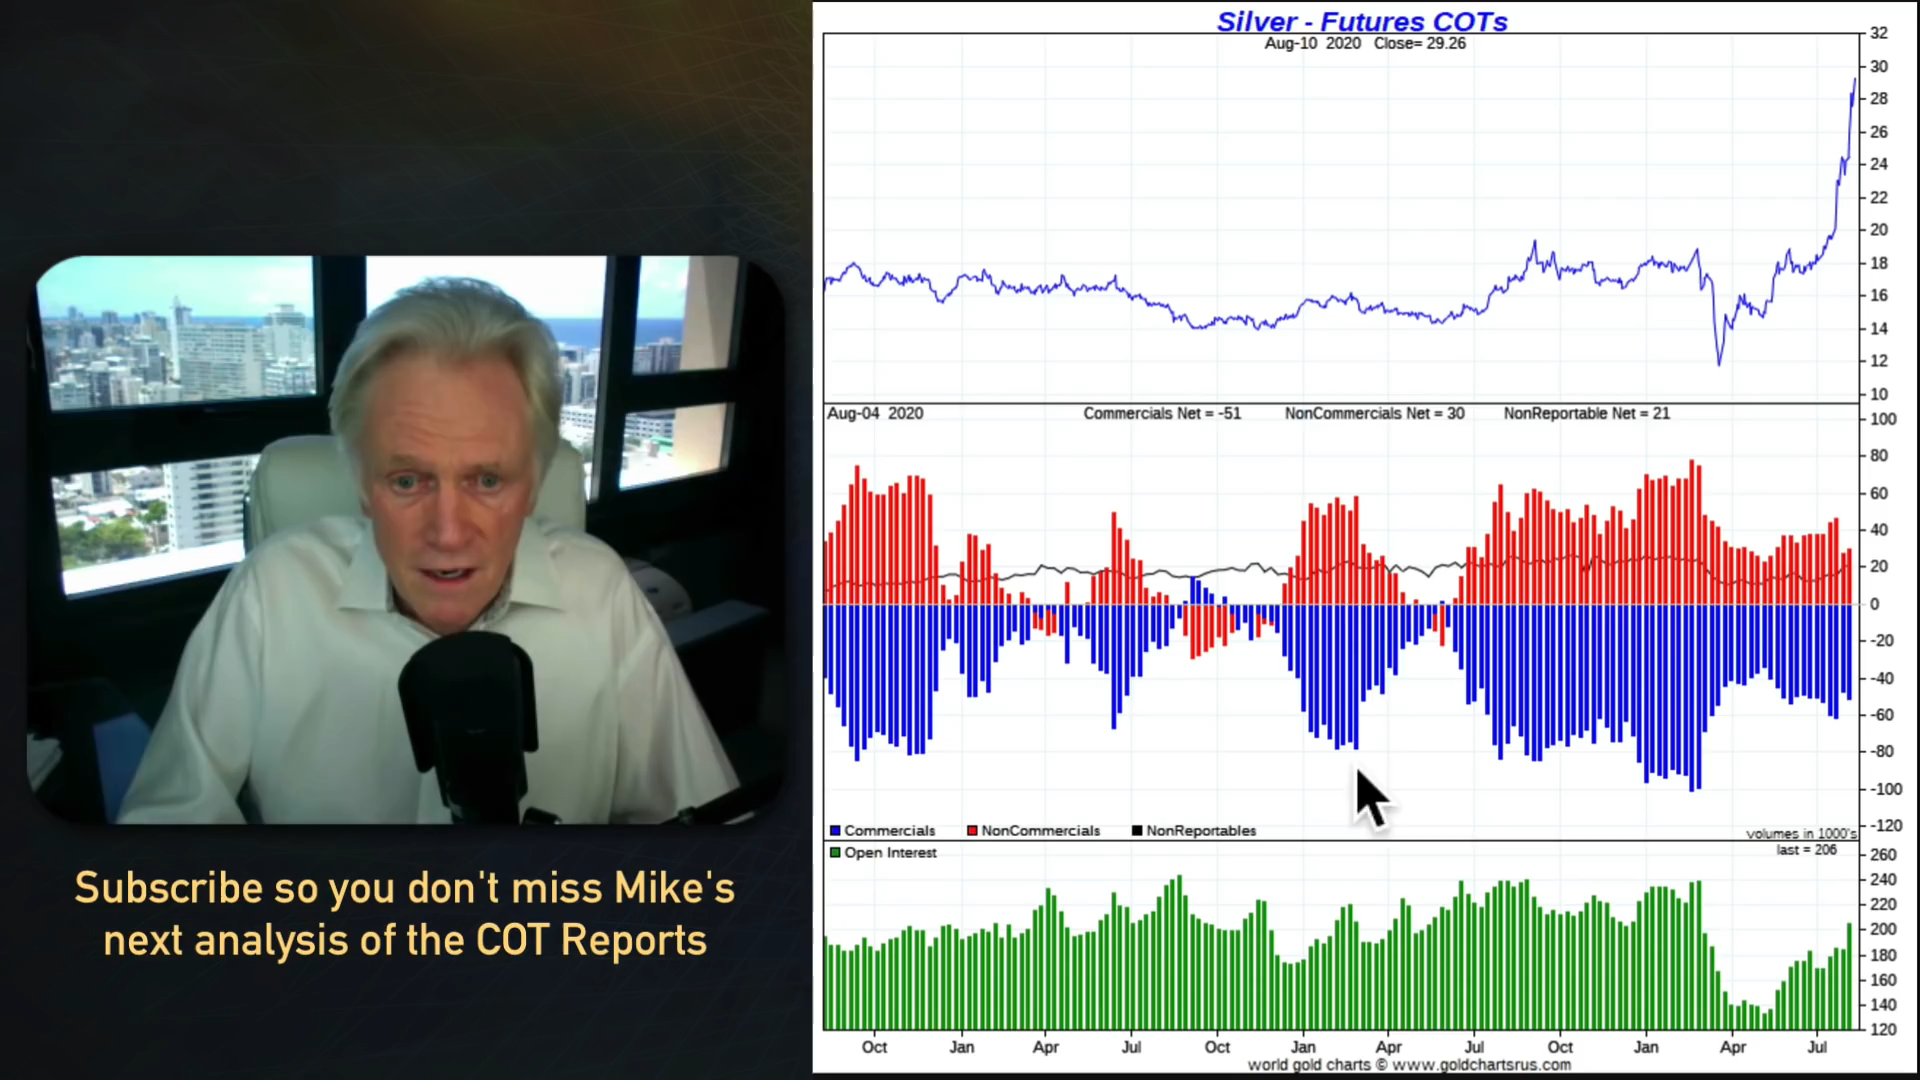 Silver - Futures COTs
Aug-10 2020 Close= 29.26
32
30
28
26
24
22
20
18
16
14
12
10
Aug-04 2020 Commercials Net = -51 NonCommercials Net = 30 NonReportable Net = 21
100
80
60
40
20
0
-20
-40
-60
-80
-100
-120
Commercials NonCommercials NonReportables
volumes in 1000's
Open Interest
last = 206
260
240
220
200
180
160
140
120
Oct Jan Apr Jul Oct Jan Apr Jul Oct Jan Apr Jul
world gold charts © www.goldchartsrus.com
Subscribe so you don't miss Mike's
next analysis of the COT Reports